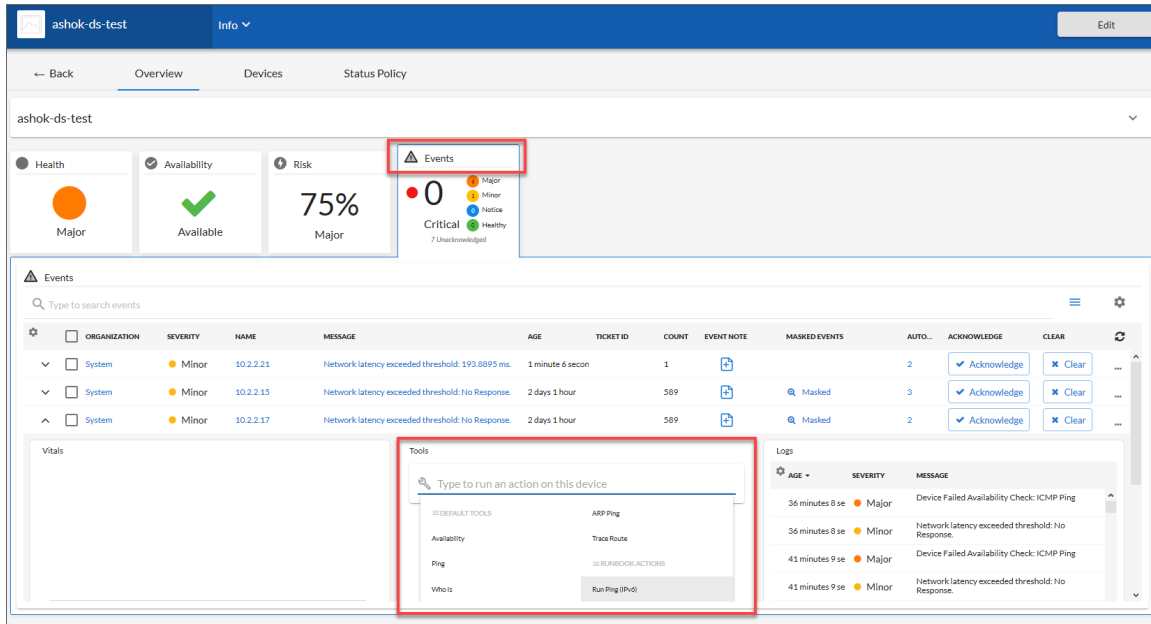 ashok-ds-test Info Edit
← Back Overview Devices Status Policy
ashok-ds-test
Health
Major
Availability
Available
Risk
75%
Major
Events
0
Critical
7 Unacknowledged
Major
1 Minor
0 Notice
0 Healthy
Events
Type to search events
ORGANIZATION SEVERITY NAME MESSAGE AGE TICKET ID COUNT EVENT NOTE MASKED EVENTS AUTO... ACKNOWLEDGE CLEAR
System Minor 10.2.2.21 Network latency exceeded threshold: 193.8895 ms. 1 minute 6 secon 1 2 Acknowledge Clear ...
System Minor 10.2.2.15 Network latency exceeded threshold: No Response. 2 days 1 hour 589 Masked 3 Acknowledge Clear ...
System Minor 10.2.2.17 Network latency exceeded threshold: No Response. 2 days 1 hour 589 Masked 2 Acknowledge Clear ...
Vitals
Tools
Type to run an action on this device
DEFAULT TOOLS
Availability
Ping
Who Is
ARP Ping
Trace Route
RUNBOOK ACTIONS
Run Ping (IPv6)
Logs
AGE SEVERITY MESSAGE
36 minutes 8 se Major Device Failed Availability Check: ICMP Ping
36 minutes 8 se Minor Network latency exceeded threshold: No
Response.
41 minutes 9 se Major Device Failed Availability Check: ICMP Ping
41 minutes 9 se Minor Network latency exceeded threshold: No
Response.